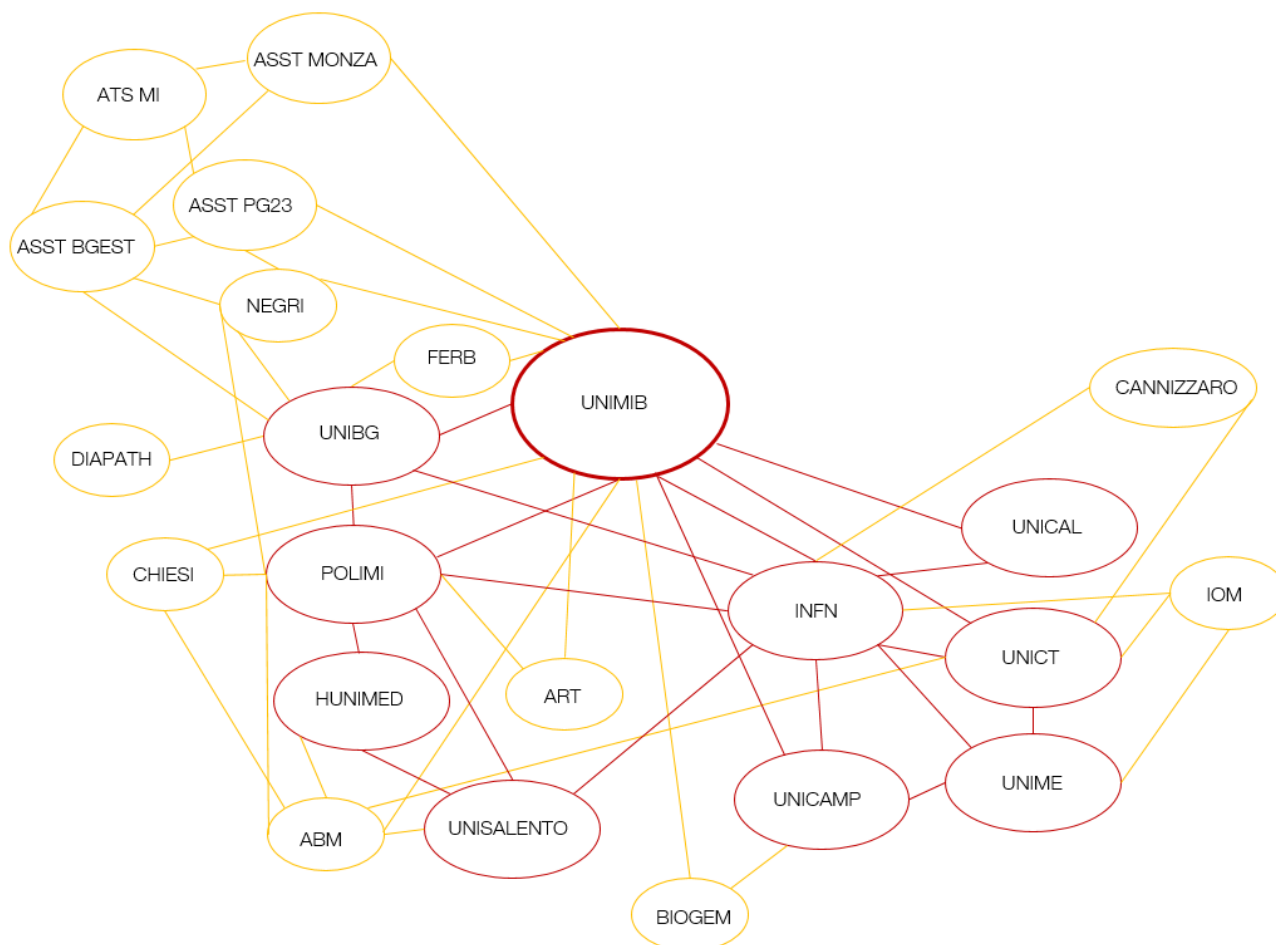 ASST MONZA
ATS MI
ASST PG23
ASST BGEST
NEGRI
FERB
UNIMIB
CANNIZZARO
UNIBG
DIAPATH
UNICAL
CHIESI
POLIMI
INFN
IOM
UNICT
HUNIMED
ART
UNIME
UNICAMP
UNISALENTO
ABM
BIOGEM